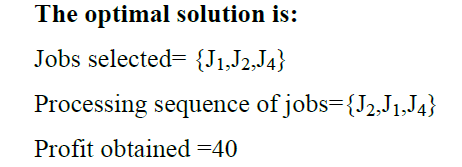 The optimal solution is:
Jobs selected= {J₁,J₂,J₄}
Processing sequence of jobs={J₂,J₁,J₄}
Profit obtained =40